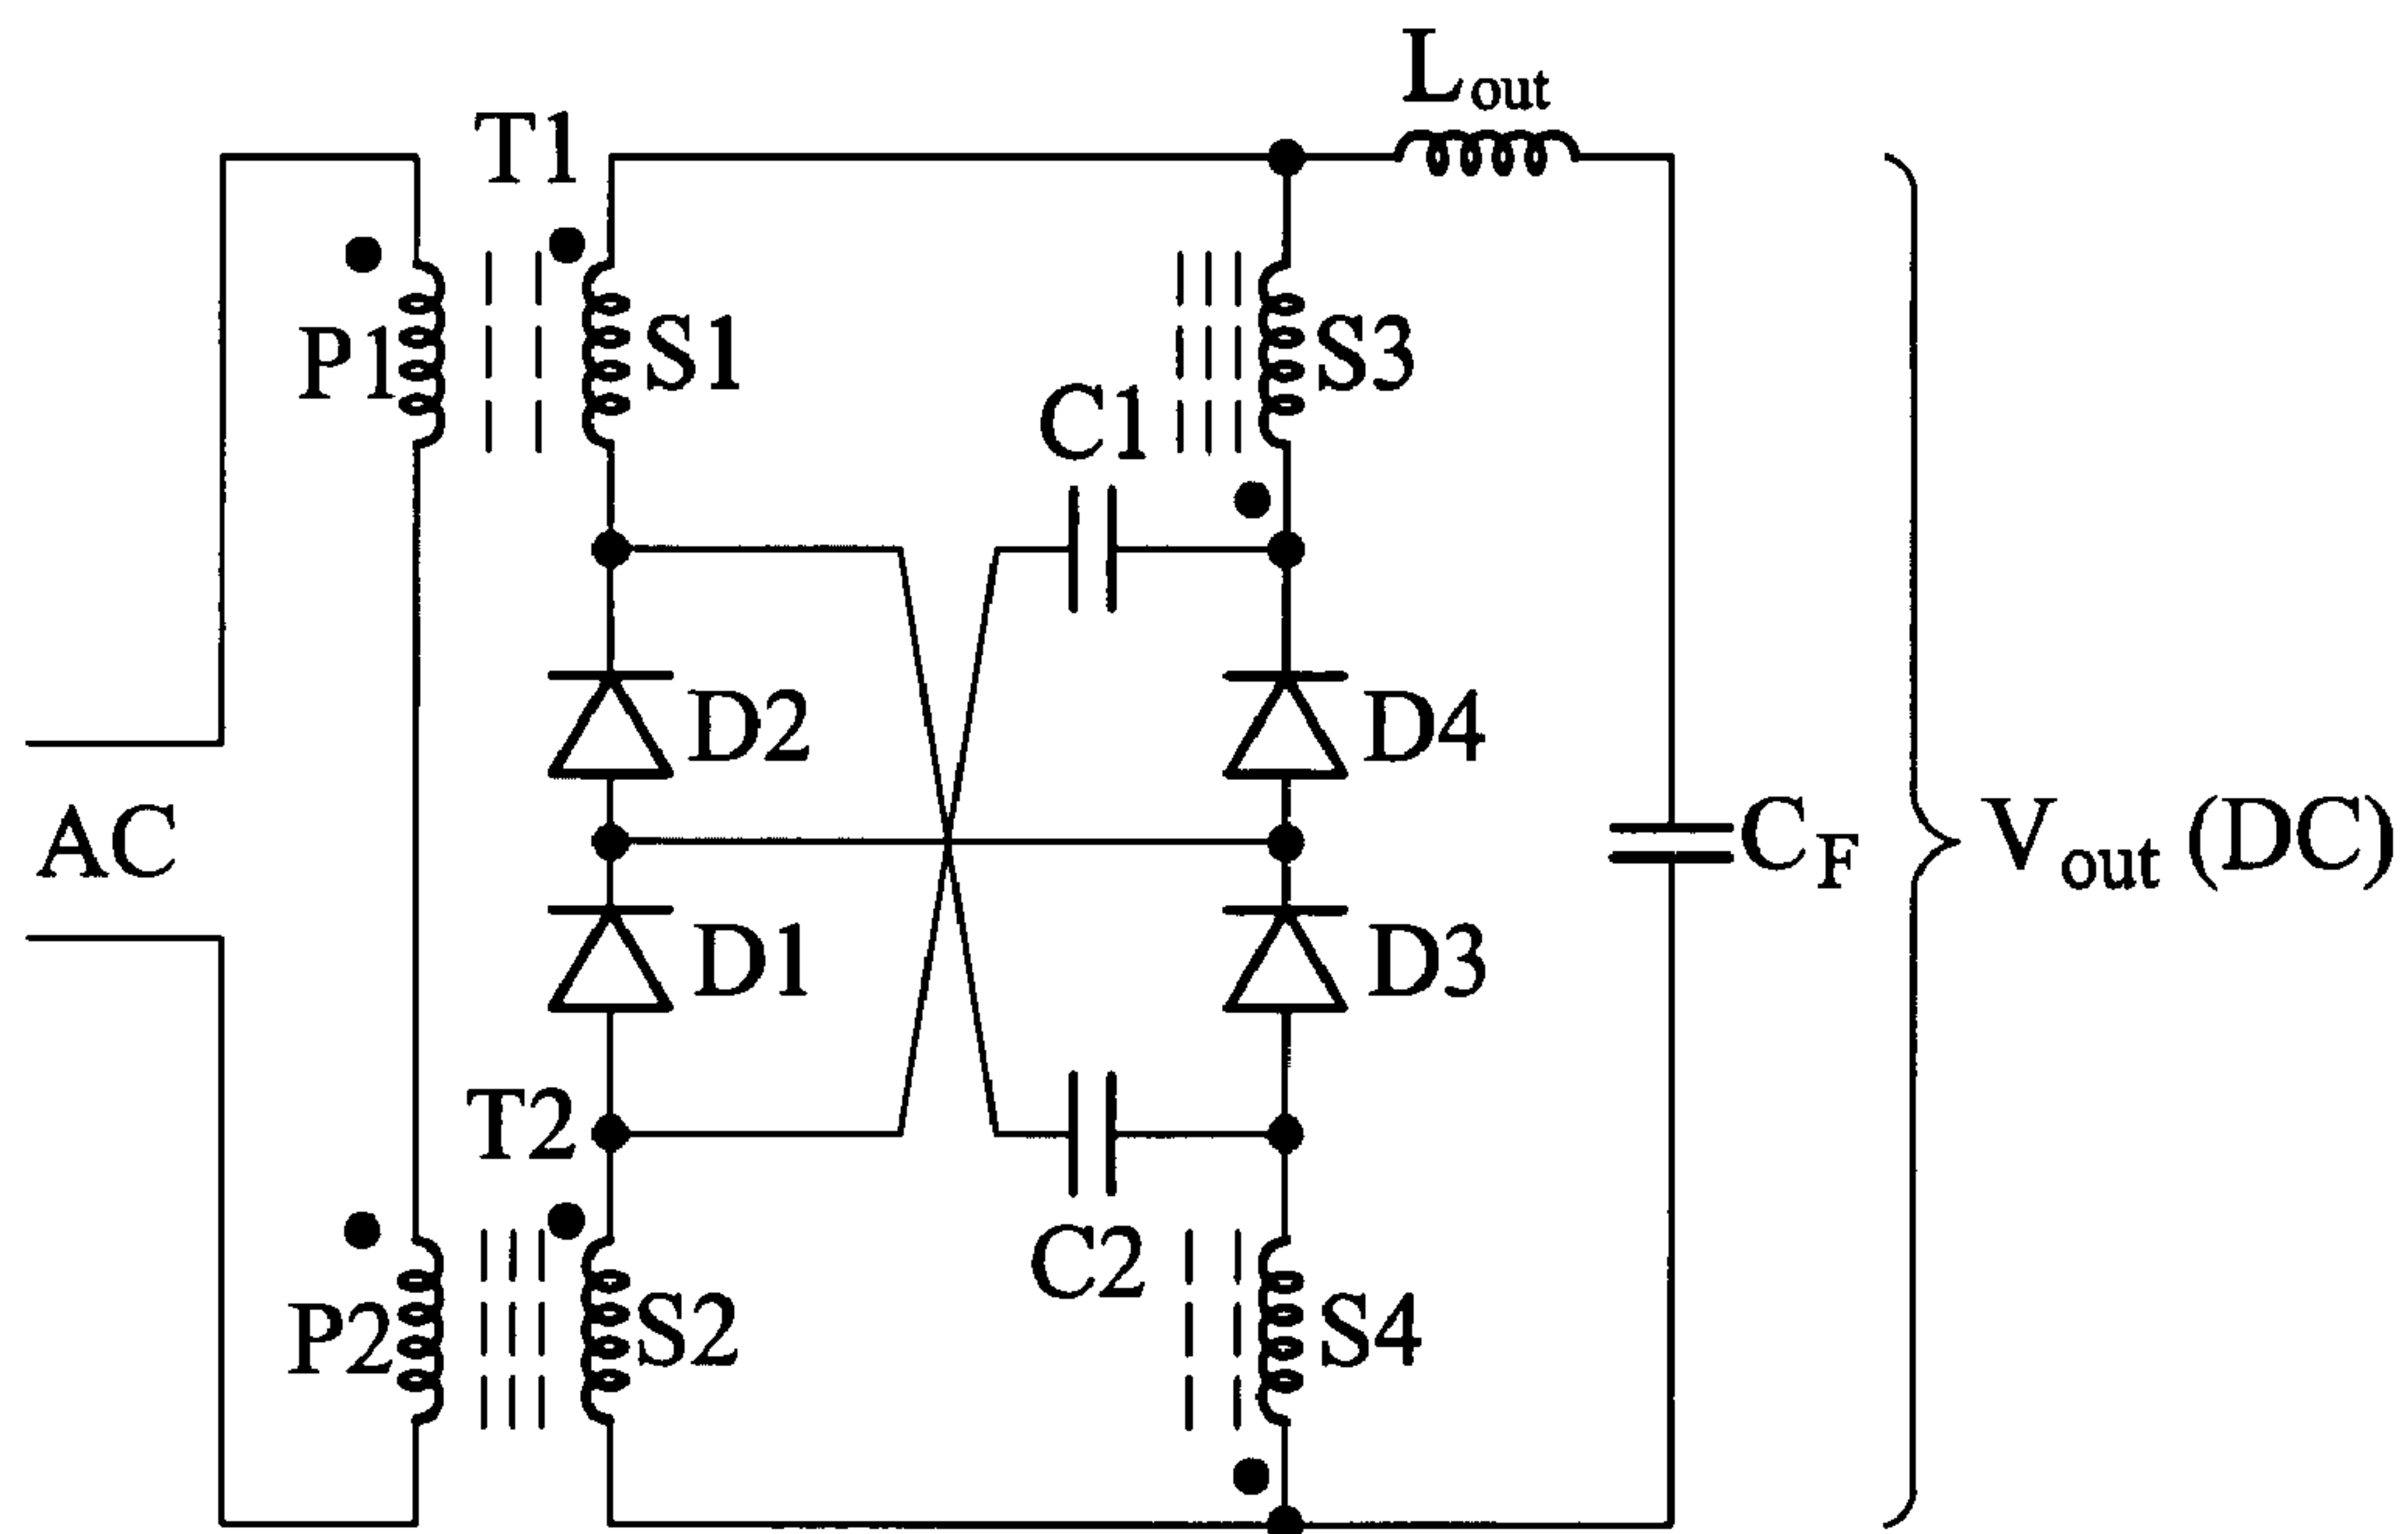 L_out
T1
P1
S1
S3
C1
D2
D4
AC
C_F
V_out (DC)
D1
D3
T2
C2
P2
S2
S4